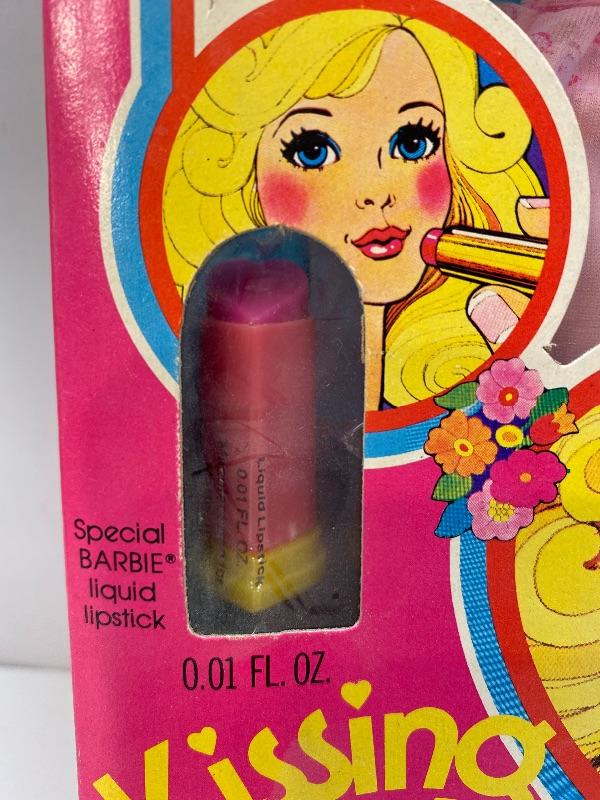 Special
BARBIE®
liquid
lipstick
Liquid Lipstick
0.01 FL. OZ.
0.01 FL. OZ.
Kissing